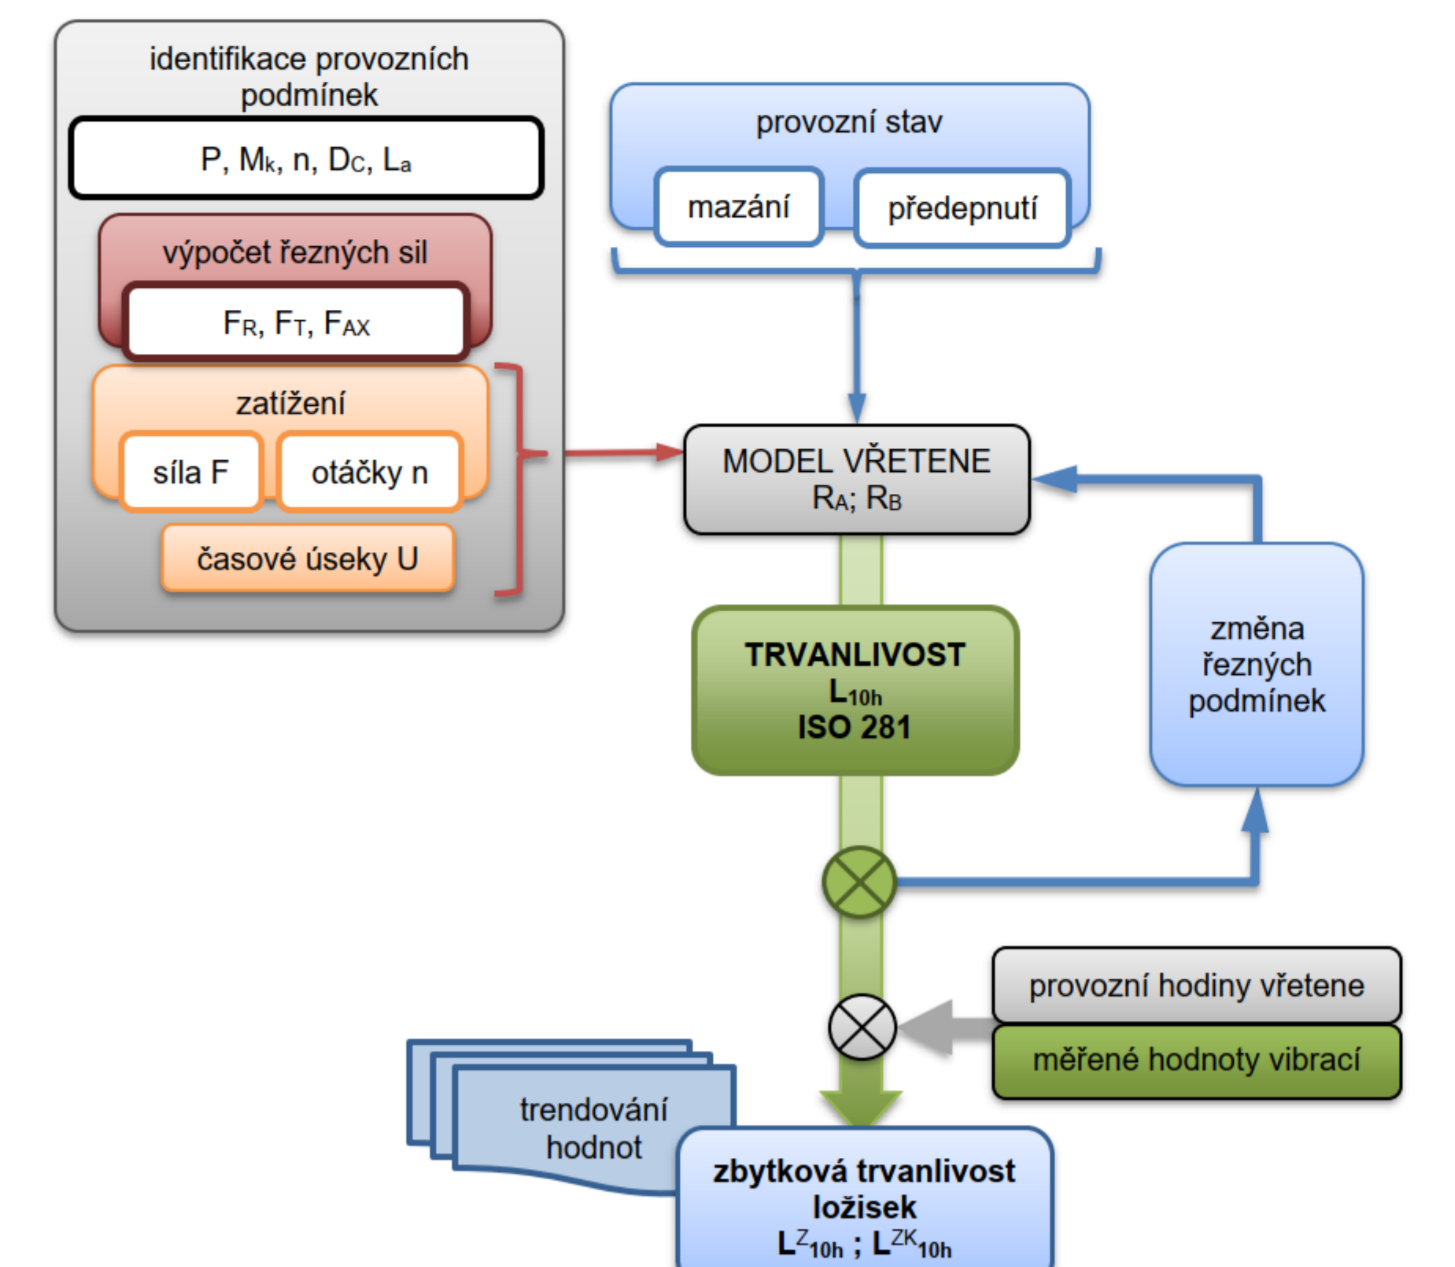 identifikace provozních
podmínek
P, Mk, n, DC, La
výpočet řezných sil
FR, FT, FAX
zatížení
síla F
otáčky n
časové úseky U
provozní stav
mazání
předepnutí
MODEL VŘETENE
RA; RB
TRVANLIVOST
L10h
ISO 281
změna
řezných
podmínek
provozní hodiny vřetene
měřené hodnoty vibrací
trendování
hodnot
zbytková trvanlivost
ložisek
LZ10h ; LZK10h